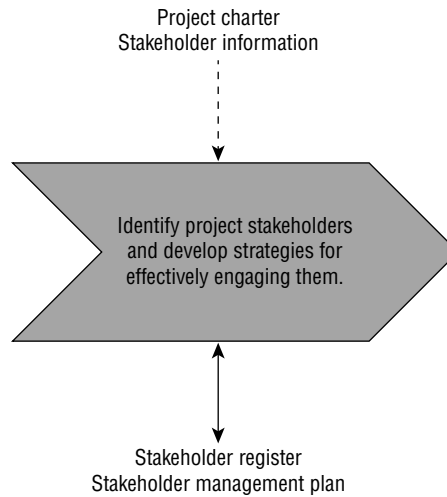 Project charter
Stakeholder information
Identify project stakeholders
and develop strategies for
effectively engaging them.
Stakeholder register
Stakeholder management plan